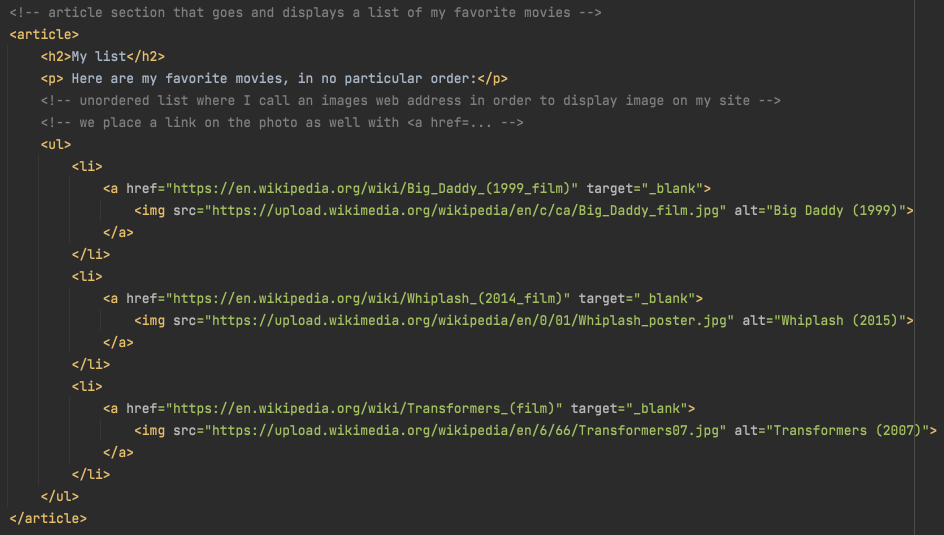 <!-- article section that goes and displays a list of my favorite movies -->
<article>
    <h2>My list</h2>
    <p> Here are my favorite movies, in no particular order:</p>
    <!-- unordered list where I call an images web address in order to display image on my site -->
    <!-- we place a link on the photo as well with <a href=... -->
    <ul>
        <li>
            <a href="https://en.wikipedia.org/wiki/Big_Daddy_(1999_film)" target="_blank">
                <img src="https://upload.wikimedia.org/wikipedia/en/c/ca/Big_Daddy_film.jpg" alt="Big Daddy (1999)">
            </a>
        </li>
        <li>
            <a href="https://en.wikipedia.org/wiki/Whiplash_(2014_film)" target="_blank">
                <img src="https://upload.wikimedia.org/wikipedia/en/0/01/Whiplash_poster.jpg" alt="Whiplash (2015)">
            </a>
        </li>
        <li>
            <a href="https://en.wikipedia.org/wiki/Transformers_(film)" target="_blank">
                <img src="https://upload.wikimedia.org/wikipedia/en/6/66/Transformers07.jpg" alt="Transformers (2007)">
            </a>
        </li>
    </ul>
</article>